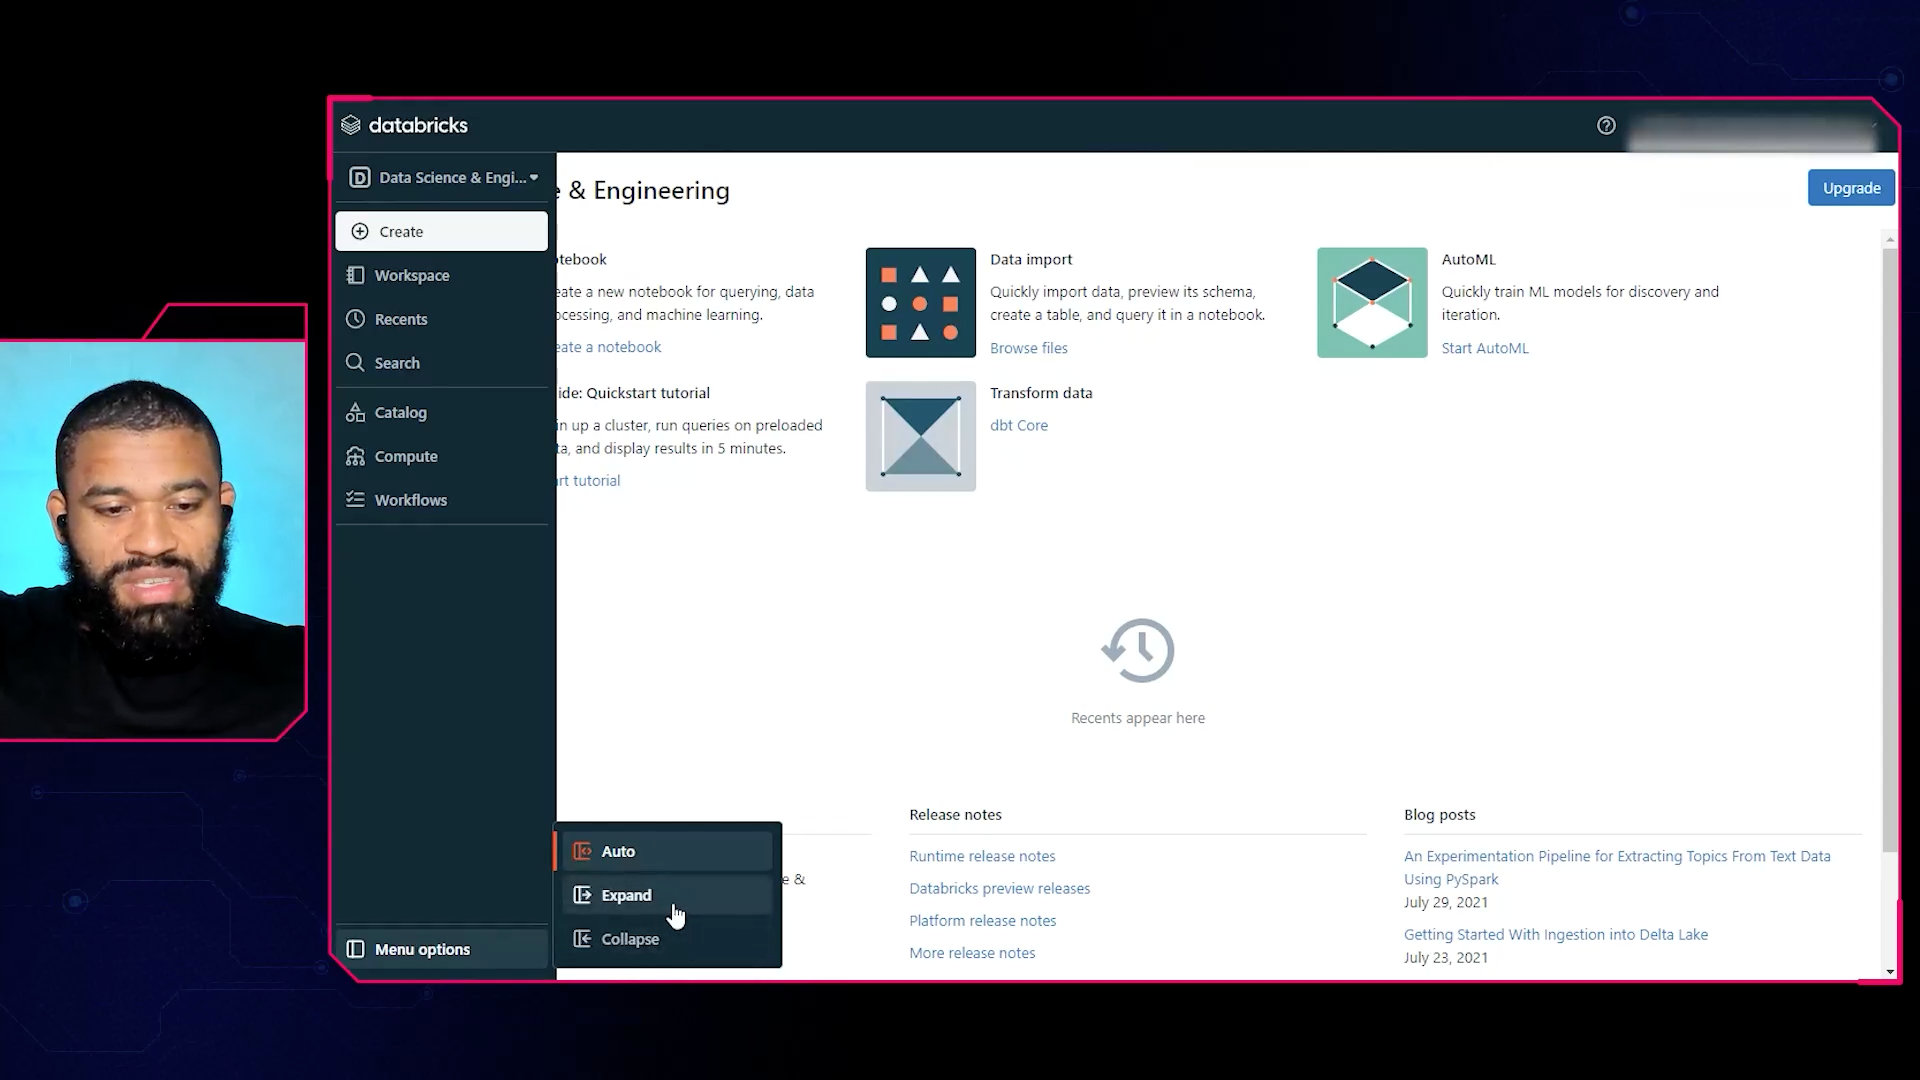 databricks
Data Science & Engi...
& Engineering
Upgrade
Create
Workspace
Recents
Search
Catalog
Compute
Workflows
Menu options
tebook
eate a new notebook for querying, data
cessing, and machine learning.
eate a notebook
Data import
Quickly import data, preview its schema,
create a table, and query it in a notebook.
Browse files
AutoML
Quickly train ML models for discovery and
iteration.
Start AutoML
ide: Quickstart tutorial
in up a cluster, run queries on preloaded
ta, and display results in 5 minutes.
rt tutorial
Transform data
dbt Core
Recents appear here
Auto
Expand
Collapse
e &
Release notes
Runtime release notes
Databricks preview releases
Platform release notes
More release notes
Blog posts
An Experimentation Pipeline for Extracting Topics From Text Data
Using PySpark
July 29, 2021
Getting Started With Ingestion into Delta Lake
July 23, 2021